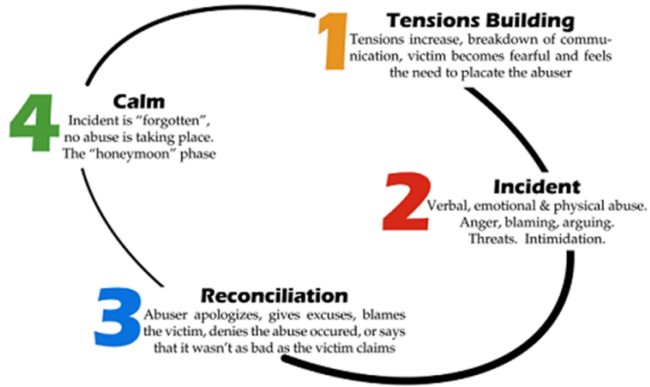 1
Tensions Building
Tensions increase, breakdown of commu-
nication, victim becomes fearful and feels
the need to placate the abuser
2
Incident
Verbal, emotional & physical abuse.
Anger, blaming, arguing.
Threats. Intimidation.
3
Reconciliation
Abuser apologizes, gives excuses, blames
the victim, denies the abuse occured, or says
that it wasn't as bad as the victim claims
4
Calm
Incident is "forgotten",
no abuse is taking place.
The "honeymoon" phase